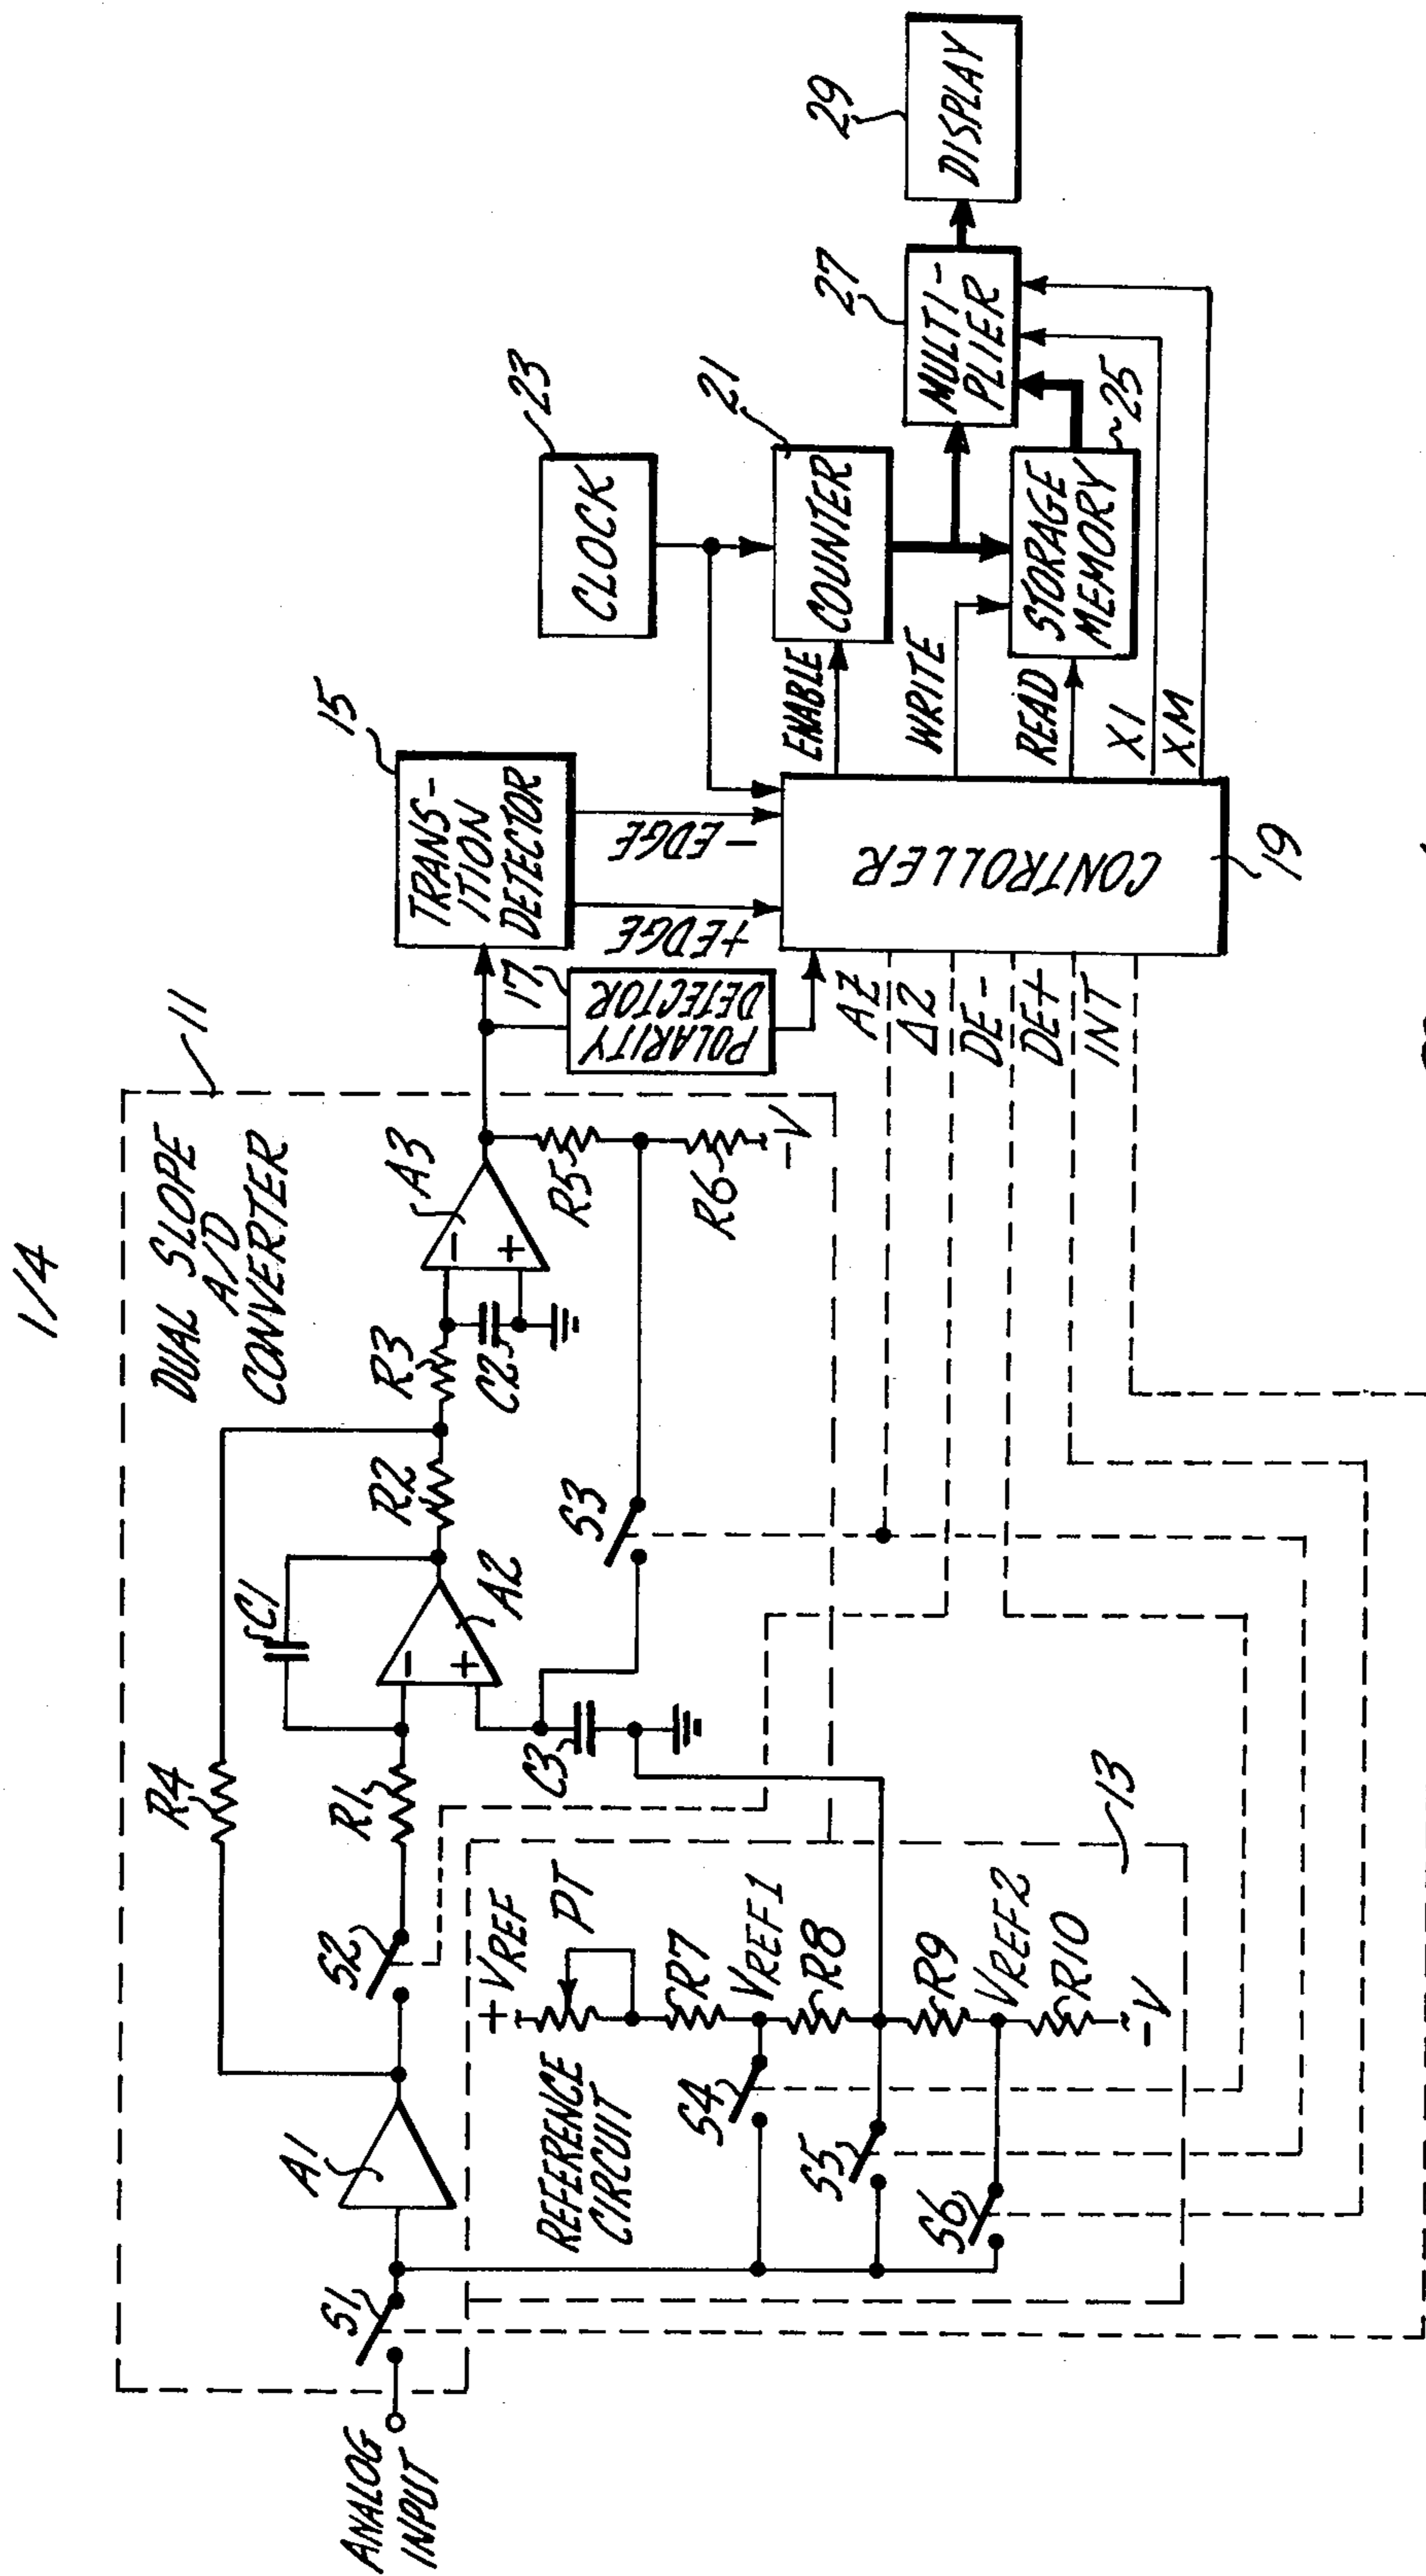 1/4
DUAL SLOPE
A/D
CONVERTER
11
ANALOG
INPUT
S1
A1
R4
S2
R1
C1
A2
R2
R3
C2
A3
R5
R6
-V
C3
S3
REFERENCE
CIRCUIT
+VREF
PT
R7
VREF1
R8
R9
VREF2
R10
-V
S4
S5
S6
13
TRANS-
ITION
DETECTOR
15
POLARITY
DETECTOR
17
+EDGE
-EDGE
CONTROLLER
19
AZ
ΔZ
DE-
DE+
INT
CLOCK
23
COUNTER
21
ENABLE
WRITE
READ
X1
XM
STORAGE
MEMORY
25
MULTI-
PLIER
27
DISPLAY
29